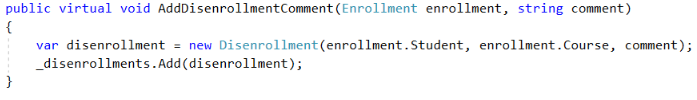 public virtual void AddDisenrollmentComment(Enrollment enrollment, string comment)
{
    var disenrollment = new Disenrollment(enrollment.Student, enrollment.Course, comment);
    _disenrollments.Add(disenrollment);
}